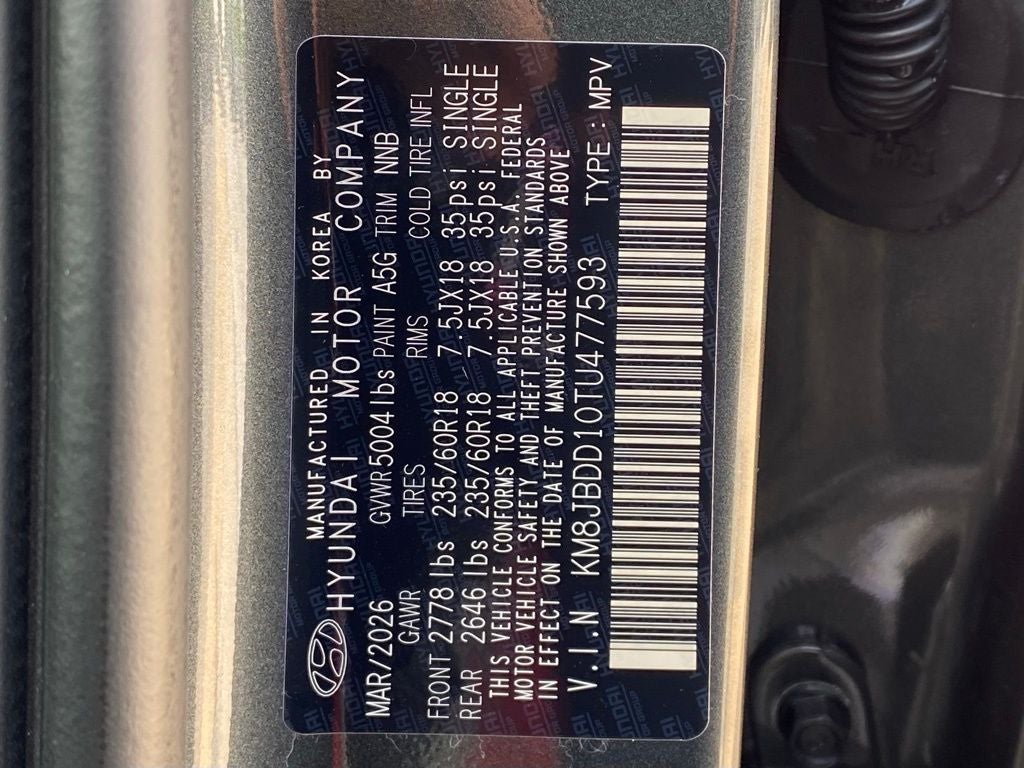 MANUFACTURED IN KOREA BY
HYUNDAI MOTOR COMPANY
MAR/2026 GVWR 5004 lbs PAINT A5G TRIM NNB
GAWR TIRES RIMS COLD TIRE INFL
FRONT 2778 lbs 235/60R18 7.5JX18 35psi SINGLE
REAR 2646 lbs 235/60R18 7.5JX18 35psi SINGLE
THIS VEHICLE CONFORMS TO ALL APPLICABLE U.S.A. FEDERAL
MOTOR VEHICLE SAFETY AND THEFT PREVENTION STANDARDS
IN EFFECT ON THE DATE OF MANUFACTURE SHOWN ABOVE
V.I.N KM8JBDD10TU477593 TYPE: MPV